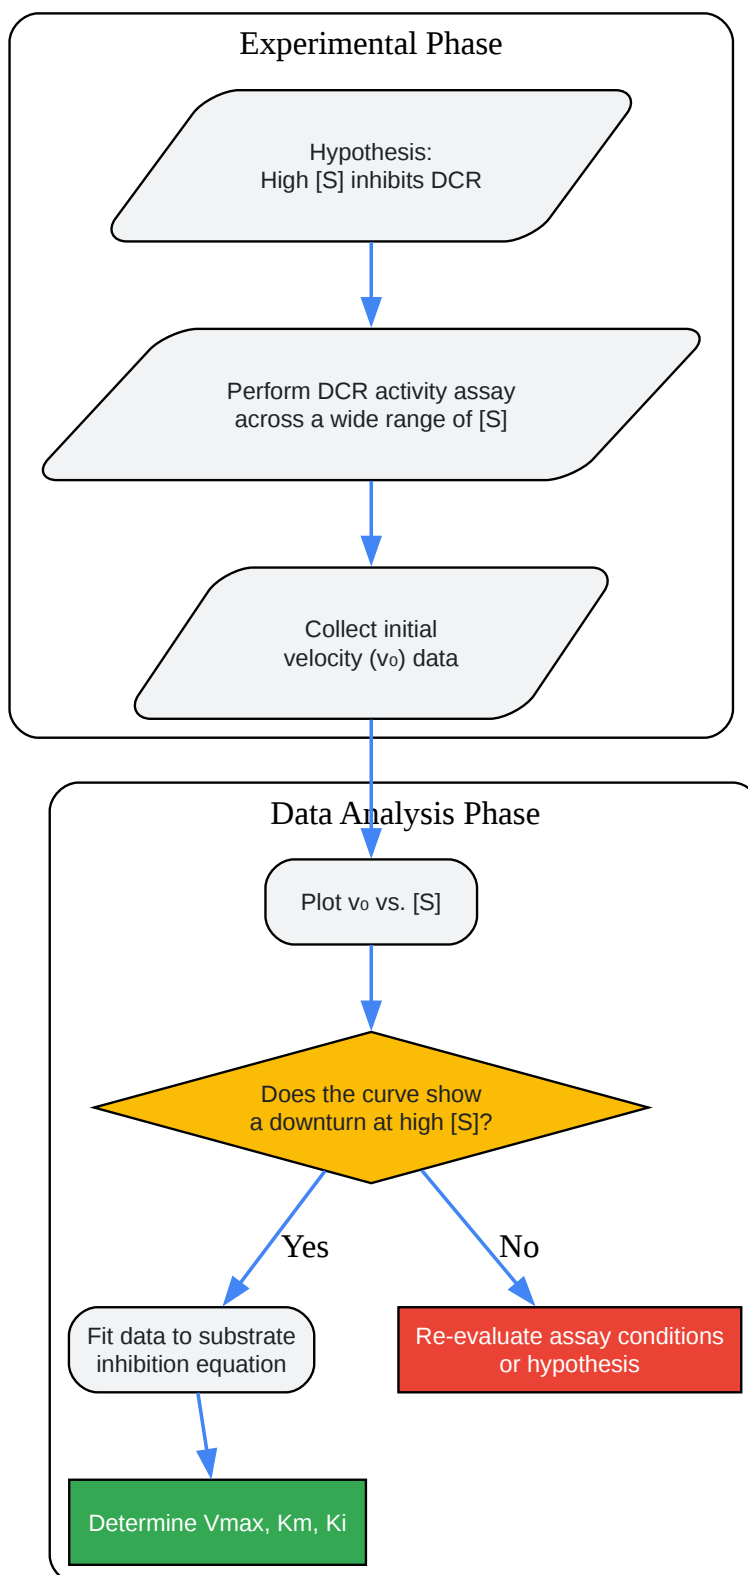 Experimental Phase
Hypothesis:
High [S] inhibits DCR
Perform DCR activity assay
across a wide range of [S]
Collect initial
velocity (v₀) data
Data Analysis Phase
Plot v₀ vs. [S]
Does the curve show
a downturn at high [S]?
Yes
No
Fit data to substrate
inhibition equation
Re-evaluate assay conditions
or hypothesis
Determine Vmax, Km, Ki